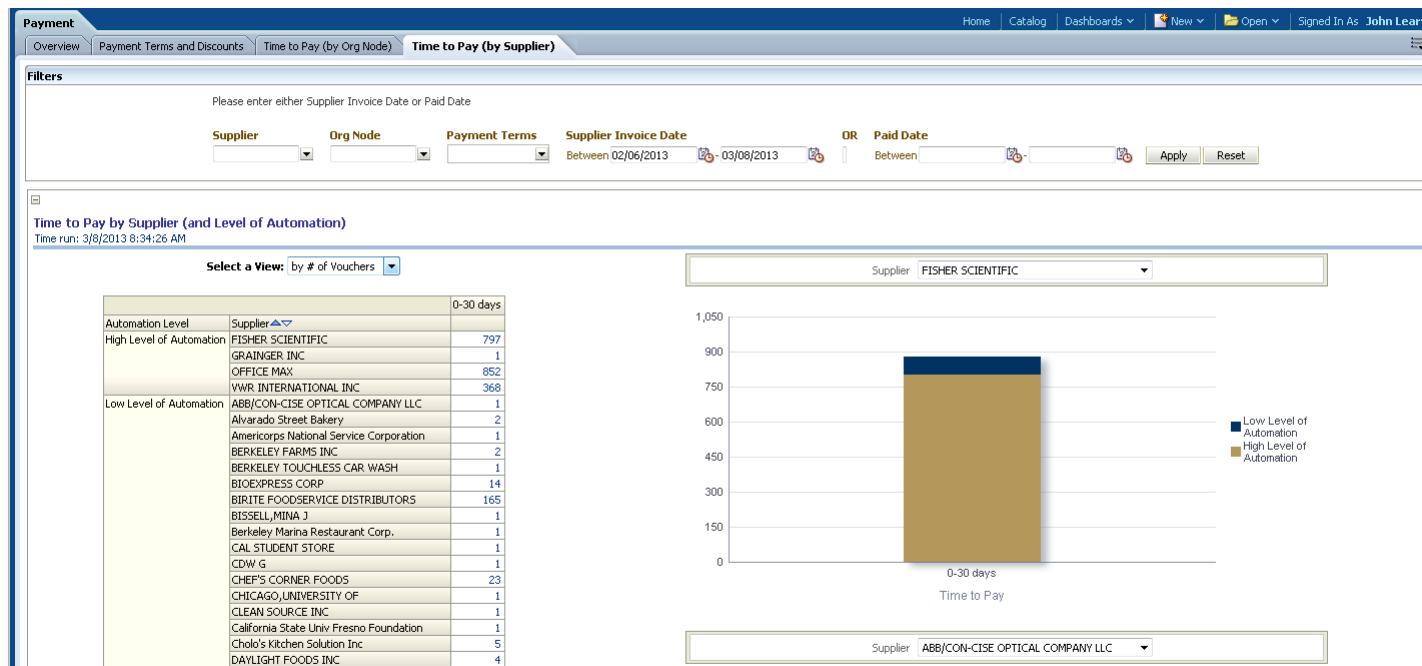 Payment
Home Catalog Dashboards New Open Signed In As John Lear
Overview Payment Terms and Discounts Time to Pay (by Org Node) Time to Pay (by Supplier)
Filters
Please enter either Supplier Invoice Date or Paid Date
Supplier Org Node Payment Terms Supplier Invoice Date OR Paid Date
Between 02/06/2013 - 03/08/2013 Between - Apply Reset
Time to Pay by Supplier (and Level of Automation)
Time run: 3/8/2013 8:34:26 AM
Select a View: by # of Vouchers
0-30 days
Automation Level Supplier
High Level of Automation FISHER SCIENTIFIC 797
GRAINGER INC 1
OFFICE MAX 852
VWR INTERNATIONAL INC 368
Low Level of Automation ABB/CON-CISE OPTICAL COMPANY LLC 1
Alvarado Street Bakery 2
Americorps National Service Corporation 1
BERKELEY FARMS INC 2
BERKELEY TOUCHLESS CAR WASH 1
BIOEXPRESS CORP 14
BIRITE FOODSERVICE DISTRIBUTORS 165
BISSELL,MINA J 1
Berkeley Marina Restaurant Corp. 1
CAL STUDENT STORE 1
CDW G 1
CHEF'S CORNER FOODS 23
CHICAGO,UNIVERSITY OF 1
CLEAN SOURCE INC 1
California State Univ Fresno Foundation 1
Cholo's Kitchen Solution Inc 5
DAYLIGHT FOODS INC 4
Supplier FISHER SCIENTIFIC
1,050
900
750
600
450
300
150
0
0-30 days
Time to Pay
Low Level of
Automation
High Level of
Automation
Supplier ABB/CON-CISE OPTICAL COMPANY LLC